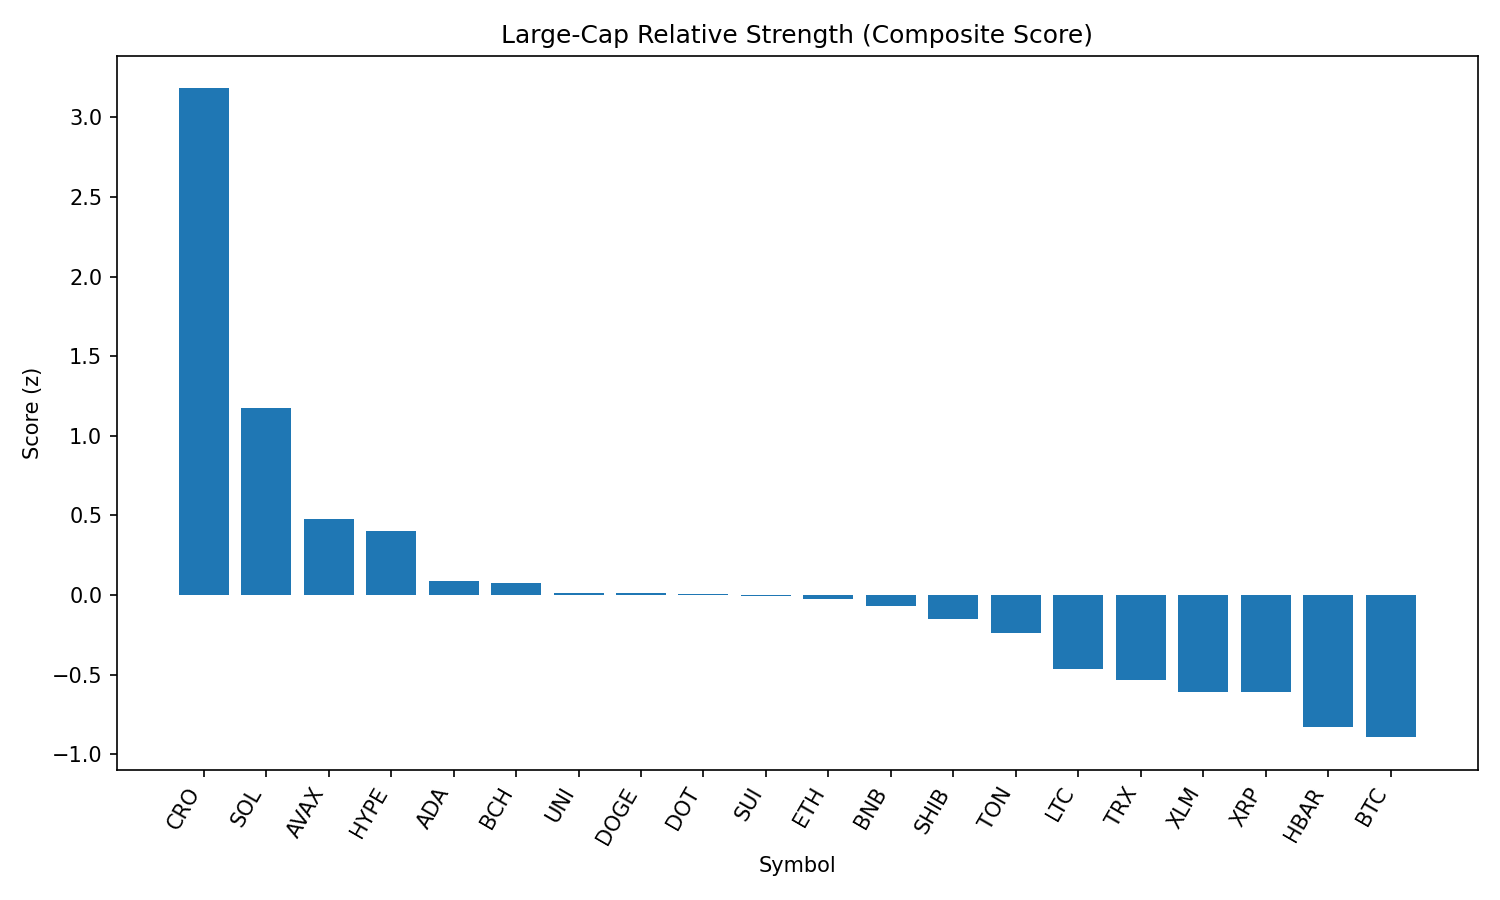 Large-Cap Relative Strength (Composite Score)
Score (z)
3.0
2.5
2.0
1.5
1.0
0.5
0.0
−0.5
−1.0
CRO
SOL
AVAX
HYPE
ADA
BCH
UNI
DOGE
DOT
SUI
ETH
BNB
SHIB
TON
LTC
TRX
XLM
XRP
HBAR
BTC
Symbol